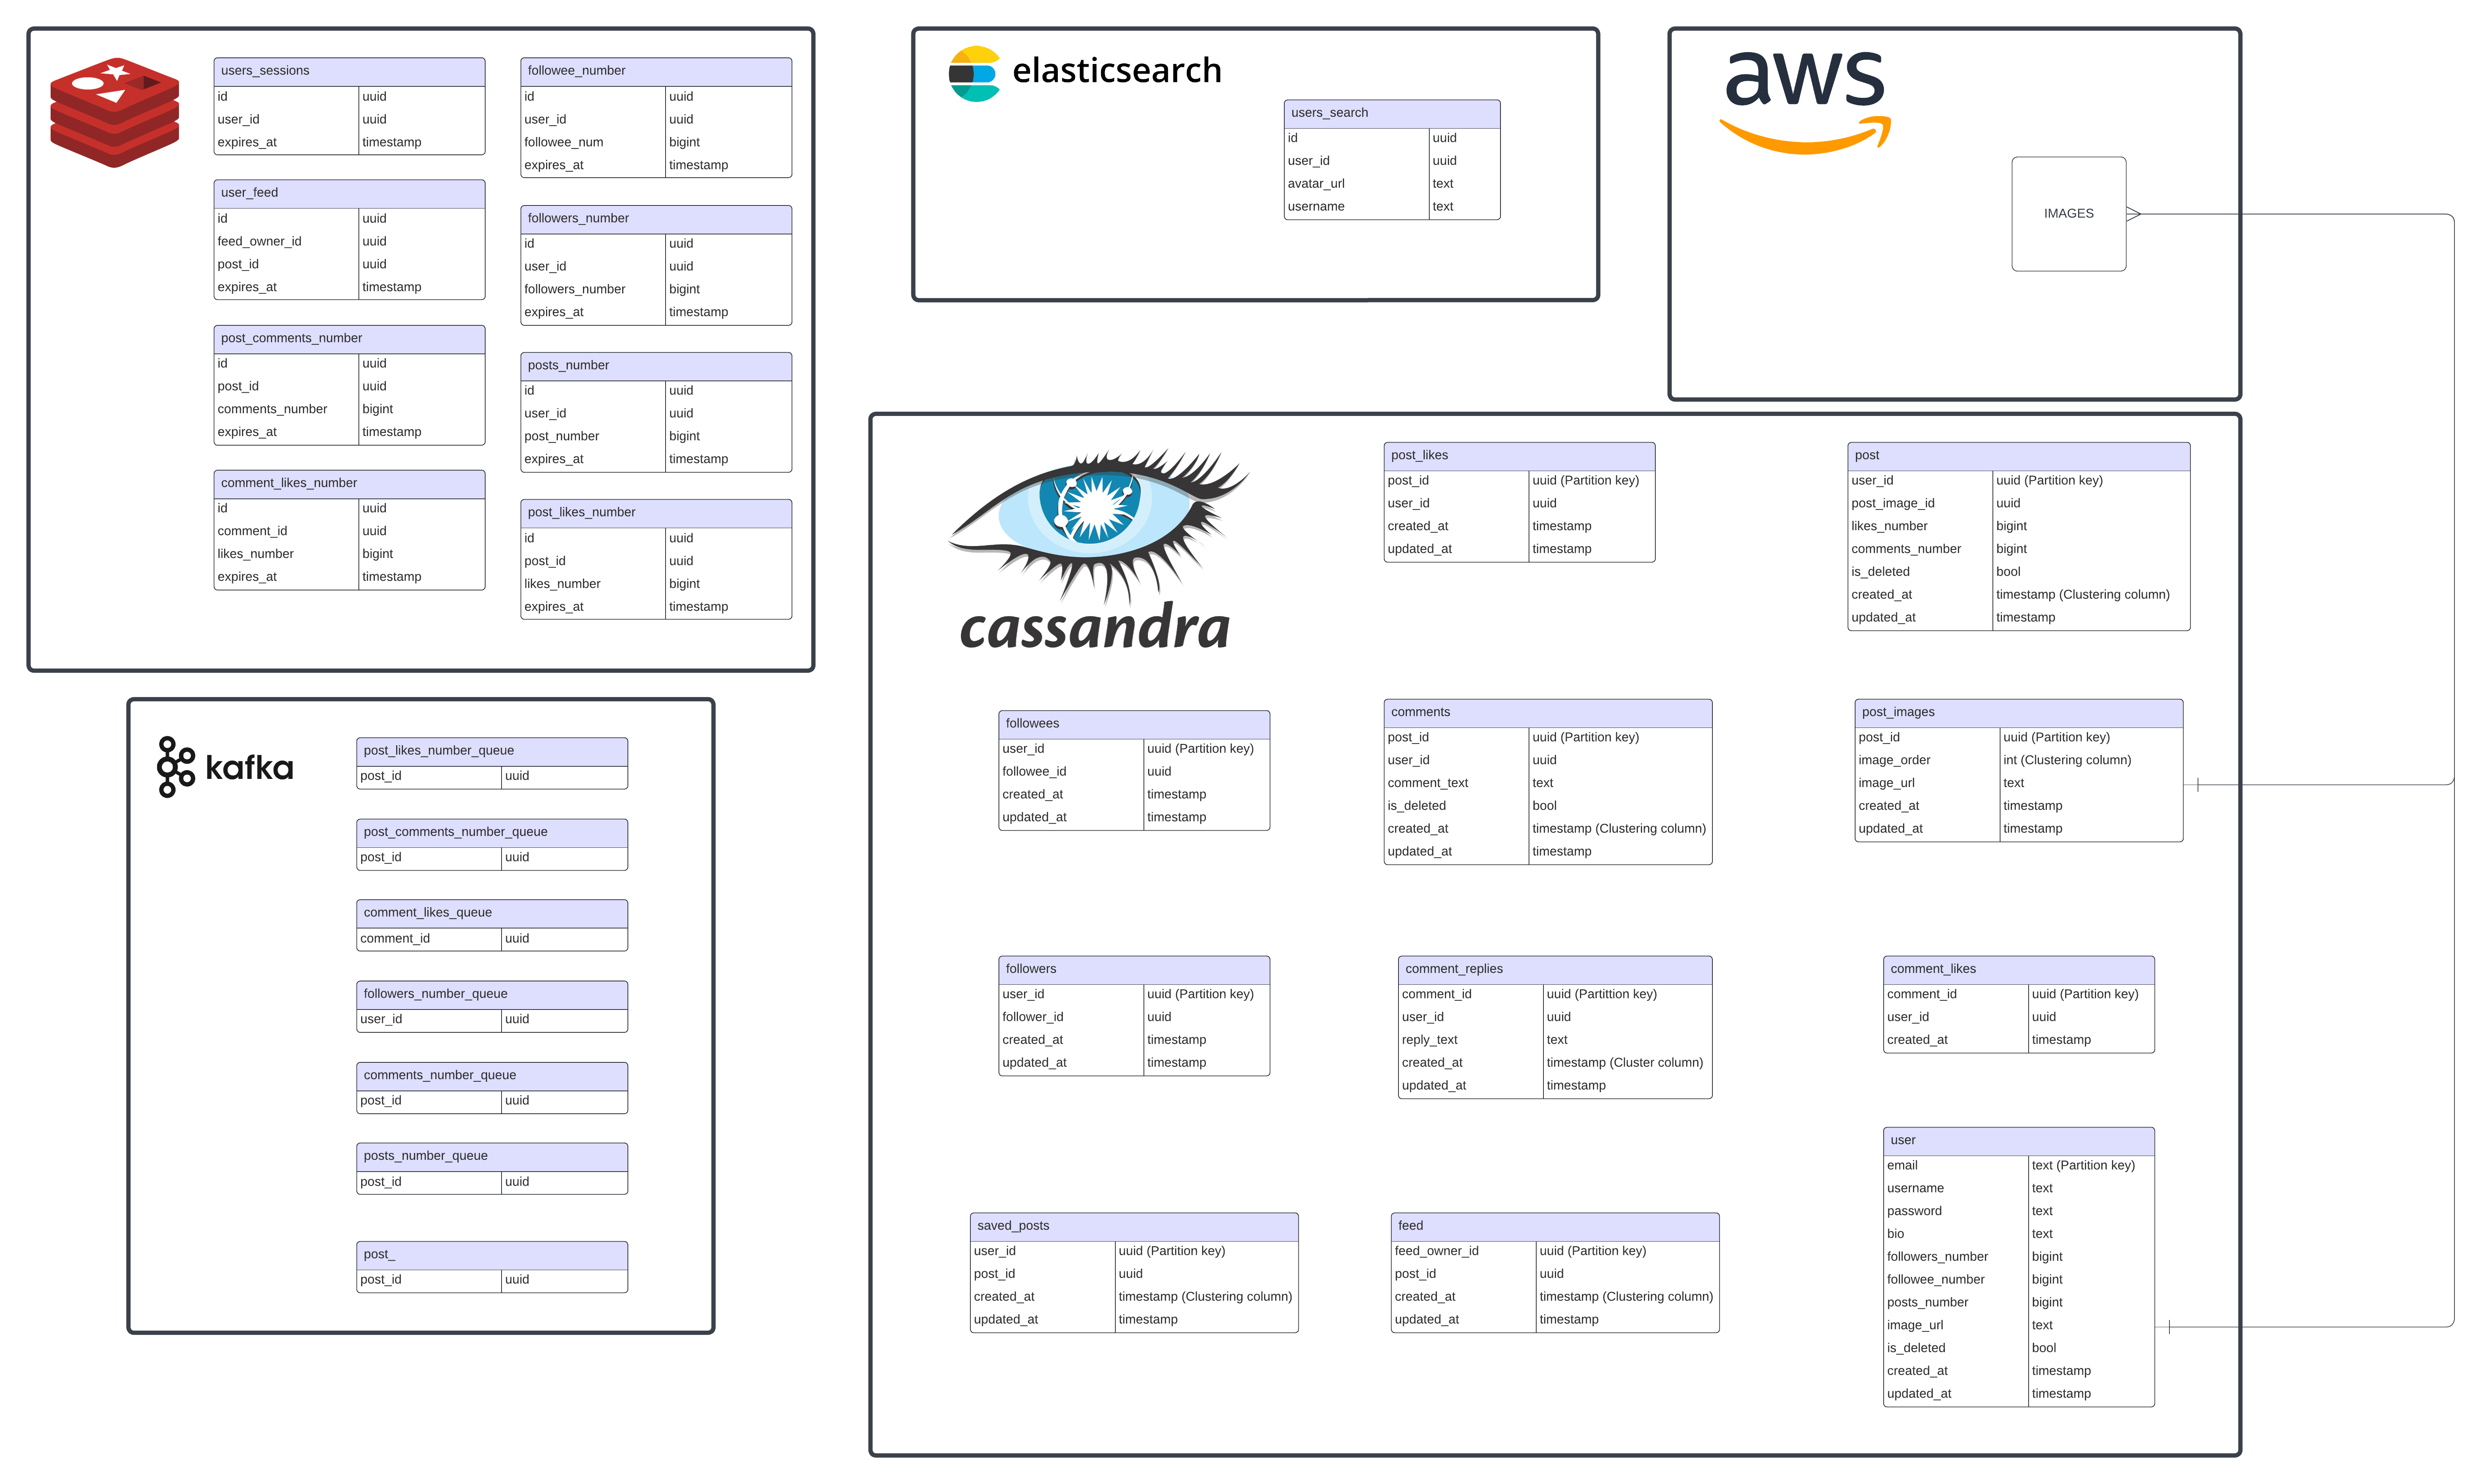 users_sessions
id uuid
user_id uuid
expires_at timestamp
user_feed
id uuid
feed_owner_id uuid
post_id uuid
expires_at timestamp
post_comments_number
id uuid
post_id uuid
comments_number bigint
expires_at timestamp
comment_likes_number
id uuid
comment_id uuid
likes_number bigint
expires_at timestamp
followee_number
id uuid
user_id uuid
followee_num bigint
expires_at timestamp
followers_number
id uuid
user_id uuid
followers_number bigint
expires_at timestamp
posts_number
id uuid
user_id uuid
post_number bigint
expires_at timestamp
post_likes_number
id uuid
post_id uuid
likes_number bigint
expires_at timestamp
elasticsearch
users_search
id uuid
user_id uuid
avatar_url text
username text
aws
IMAGES
kafka
post_likes_number_queue
post_id uuid
post_comments_number_queue
post_id uuid
comment_likes_queue
comment_id uuid
followers_number_queue
user_id uuid
comments_number_queue
post_id uuid
posts_number_queue
post_id uuid
post_
post_id uuid
cassandra
post_likes
post_id uuid (Partition key)
user_id uuid
created_at timestamp
updated_at timestamp
post
user_id uuid (Partition key)
post_image_id uuid
likes_number bigint
comments_number bigint
is_deleted bool
created_at timestamp (Clustering column)
updated_at timestamp
followees
user_id uuid (Partition key)
followee_id uuid
created_at timestamp
updated_at timestamp
comments
post_id uuid (Partition key)
user_id uuid
comment_text text
is_deleted bool
created_at timestamp (Clustering column)
updated_at timestamp
post_images
post_id uuid (Partition key)
image_order int (Clustering column)
image_url text
created_at timestamp
updated_at timestamp
followers
user_id uuid (Partition key)
follower_id uuid
created_at timestamp
updated_at timestamp
comment_replies
comment_id uuid (Partittion key)
user_id uuid
reply_text text
created_at timestamp (Cluster column)
updated_at timestamp
comment_likes
comment_id uuid (Partition key)
user_id uuid
created_at timestamp
saved_posts
user_id uuid (Partition key)
post_id uuid
created_at timestamp (Clustering column)
updated_at timestamp
feed
feed_owner_id uuid (Partition key)
post_id uuid
created_at timestamp (Clustering column)
updated_at timestamp
user
email text (Partition key)
username text
password text
bio text
followers_number bigint
followee_number bigint
posts_number bigint
image_url text
is_deleted bool
created_at timestamp
updated_at timestamp